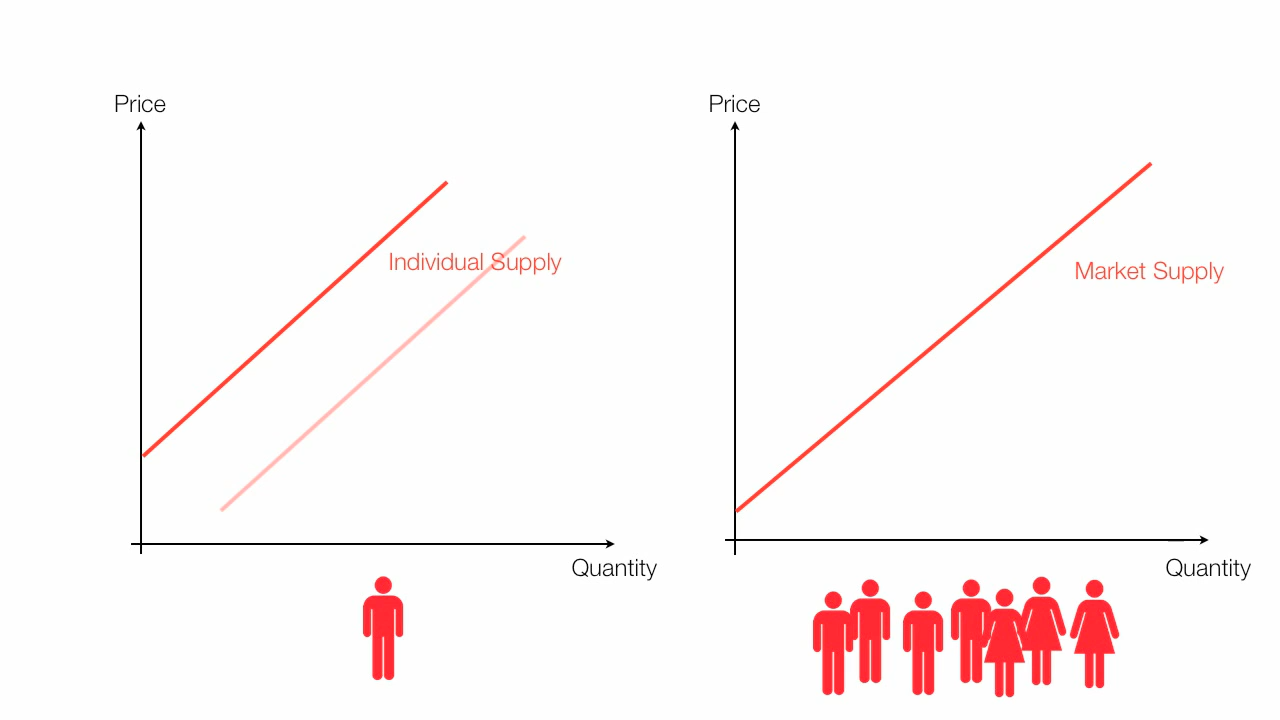 Price
Individual Supply
Quantity
Price
Market Supply
Quantity